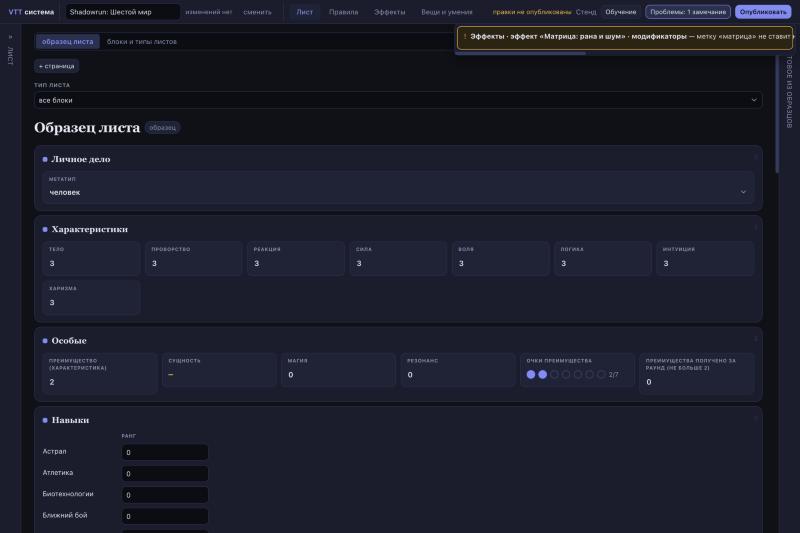 VTT система
Shadowrun: Шестой мир
изменений нет
сменить
Лист
Правила
Эффекты
Вещи и умения
правки не опубликованы
Стенд
Обучение
Проблемы: 1 замечание
Опубликовать
! Эффекты · эффект «Матрица: рана и шум» · модификаторы — метку «матрица» не ставит
» ЛИСТ
образец листа
блоки и типы листов
+ страница
ТИП ЛИСТА
все блоки
Образец листа
образец
Личное дело
МЕТАТИП
человек
Характеристики
ТЕЛО
3
ПРОВОРСТВО
3
РЕАКЦИЯ
3
СИЛА
3
ВОЛЯ
3
ЛОГИКА
3
ИНТУИЦИЯ
3
ХАРИЗМА
3
Особые
ПРЕИМУЩЕСТВО
(ХАРАКТЕРИСТИКА)
2
СУЩНОСТЬ
–
МАГИЯ
0
РЕЗОНАНС
0
ОЧКИ ПРЕИМУЩЕСТВА
2/7
ПРЕИМУЩЕСТВА ПОЛУЧЕНО ЗА
РАУНД (НЕ БОЛЬШЕ 2)
0
Навыки
РАНГ
Астрал
0
Атлетика
0
Биотехнологии
0
Ближний бой
0
ИЗ ОБРАЗЦОВ